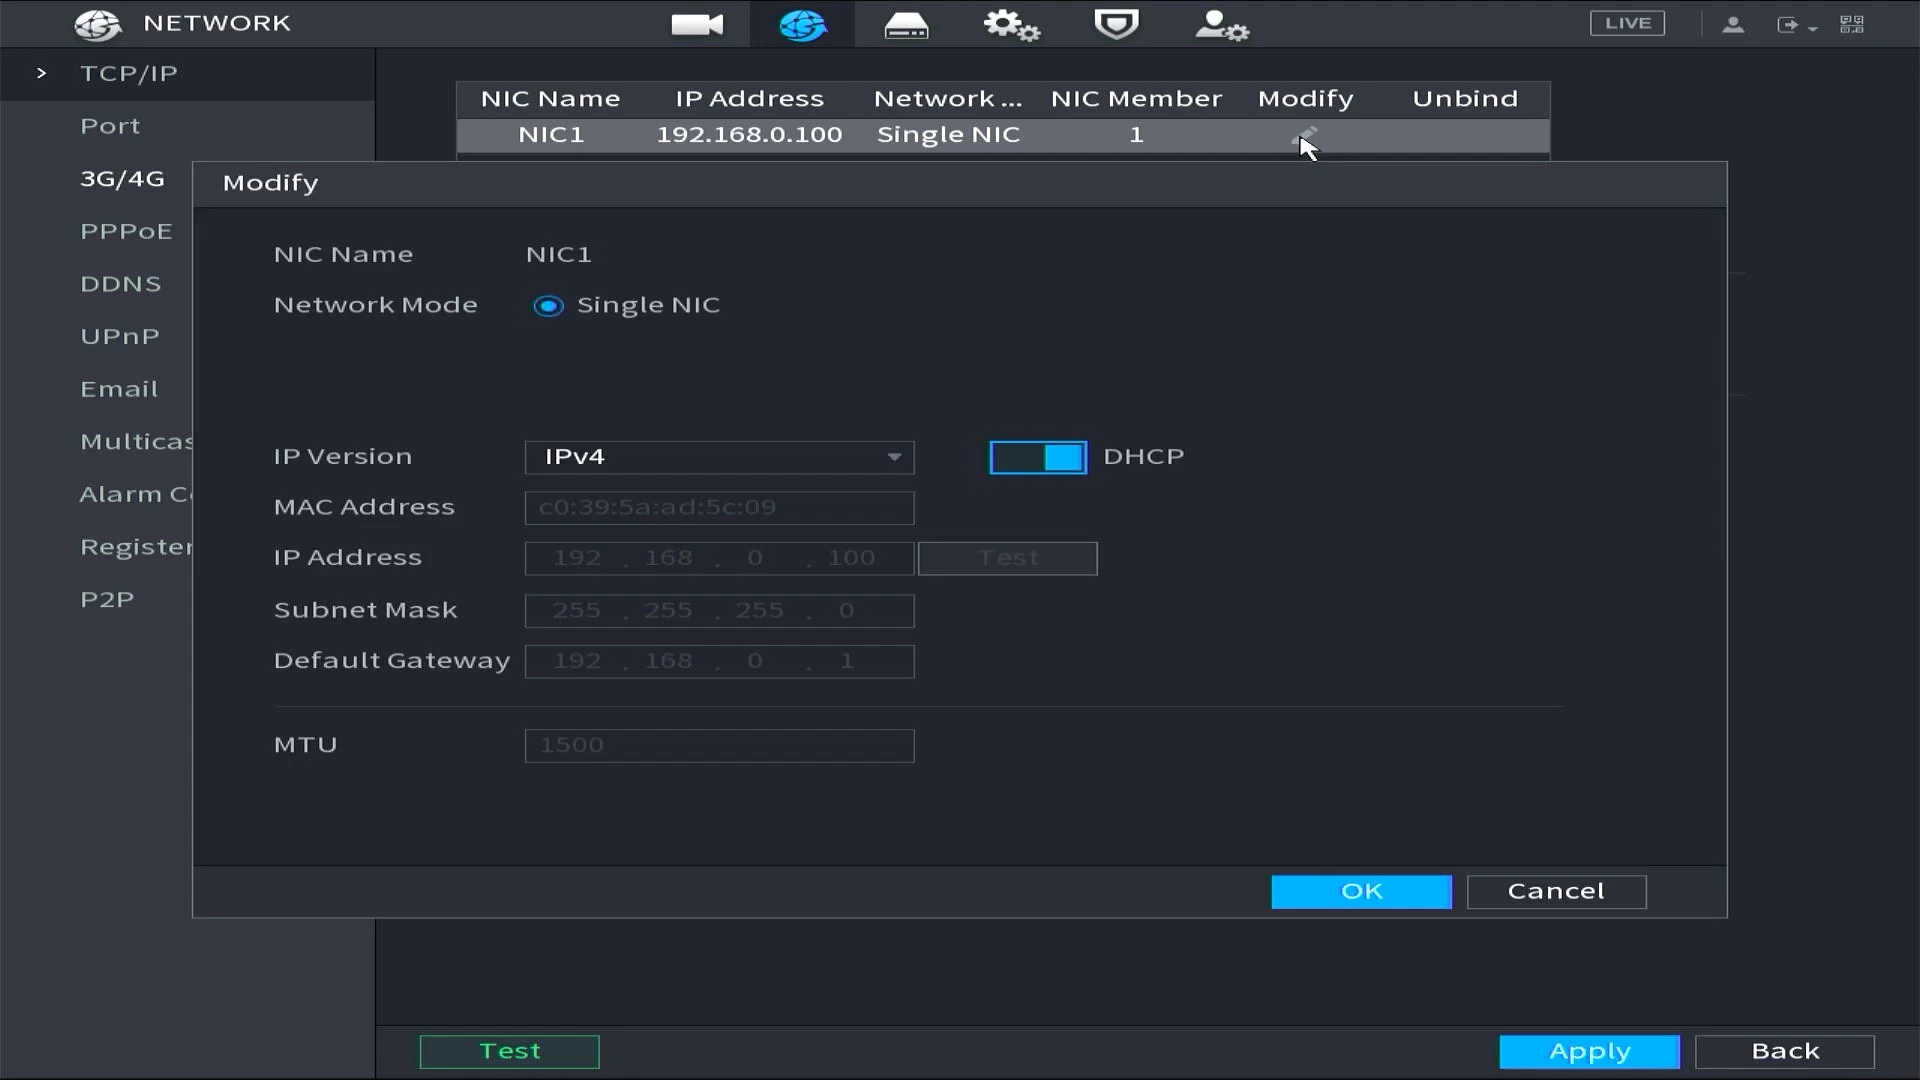 NETWORK
LIVE
TCP/IP
Port
3G/4G
PPPoE
DDNS
UPnP
Email
Multicas
Alarm C
Register
P2P
NIC Name IP Address Network ... NIC Member Modify Unbind
NIC1 192.168.0.100 Single NIC 1
Modify
NIC Name NIC1
Network Mode Single NIC
IP Version IPv4 DHCP
MAC Address c0:39:5a:ad:5c:09
IP Address 192 . 168 . 0 . 100 Test
Subnet Mask 255 . 255 . 255 . 0
Default Gateway 192 . 168 . 0 . 1
MTU 1500
OK Cancel
Test Apply Back